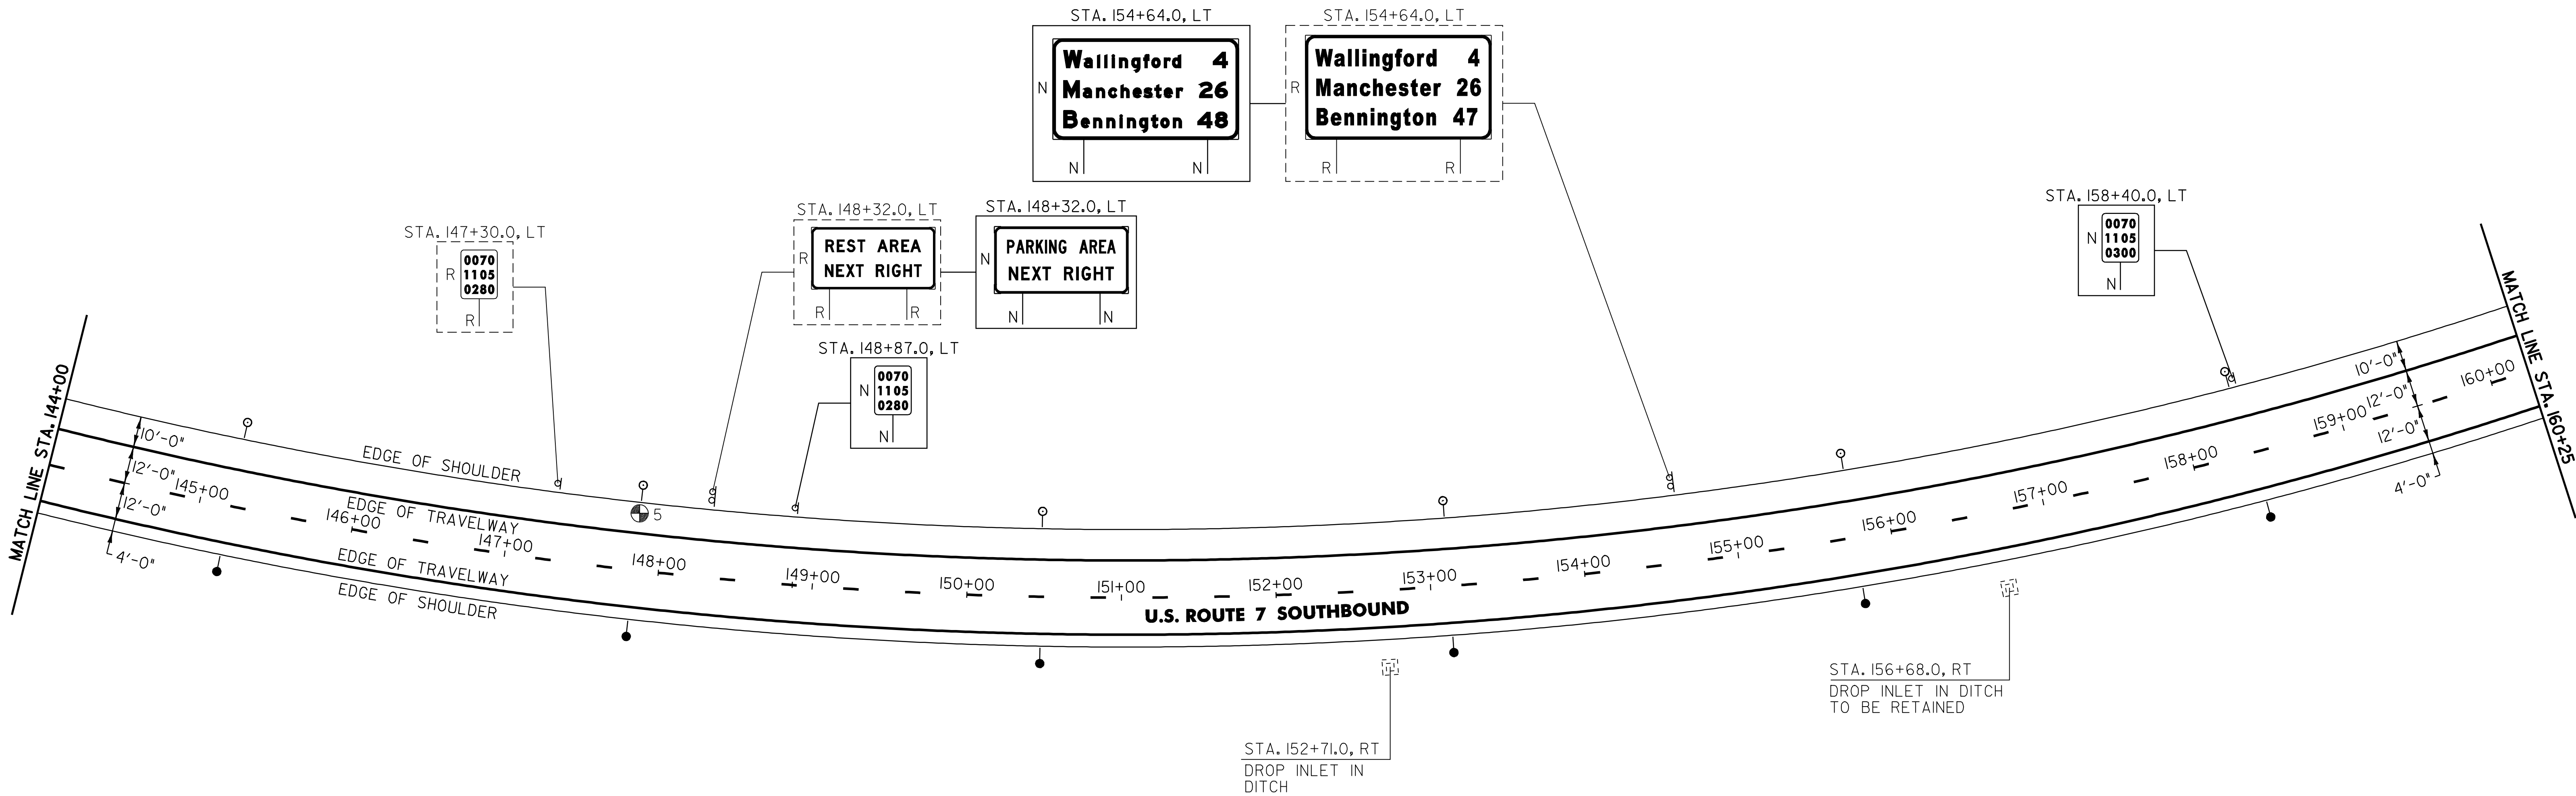 STA. 154+64.0, LT
N
Wallingford 4
Manchester 26
Bennington 48
N N
STA. 154+64.0, LT
R
Wallingford 4
Manchester 26
Bennington 47
R R
STA. 147+30.0, LT
R
0070
1105
0280
R
STA. 148+32.0, LT
R
REST AREA
NEXT RIGHT
R R
STA. 148+32.0, LT
N
PARKING AREA
NEXT RIGHT
N N
STA. 148+87.0, LT
N
0070
1105
0280
N
STA. 158+40.0, LT
N
0070
1105
0300
N
MATCH LINE STA. 144+00
10'-0"
12'-0"
12'-0"
4'-0"
EDGE OF SHOULDER
EDGE OF TRAVELWAY
5
145+00
146+00
147+00
148+00
149+00
150+00
151+00
152+00
153+00
154+00
155+00
156+00
157+00
158+00
159+00
160+00
EDGE OF TRAVELWAY
EDGE OF SHOULDER
U.S. ROUTE 7 SOUTHBOUND
10'-0"
12'-0"
12'-0"
4'-0"
MATCH LINE STA. 160+25
STA. 152+71.0, RT
DROP INLET IN
DITCH
STA. 156+68.0, RT
DROP INLET IN DITCH
TO BE RETAINED